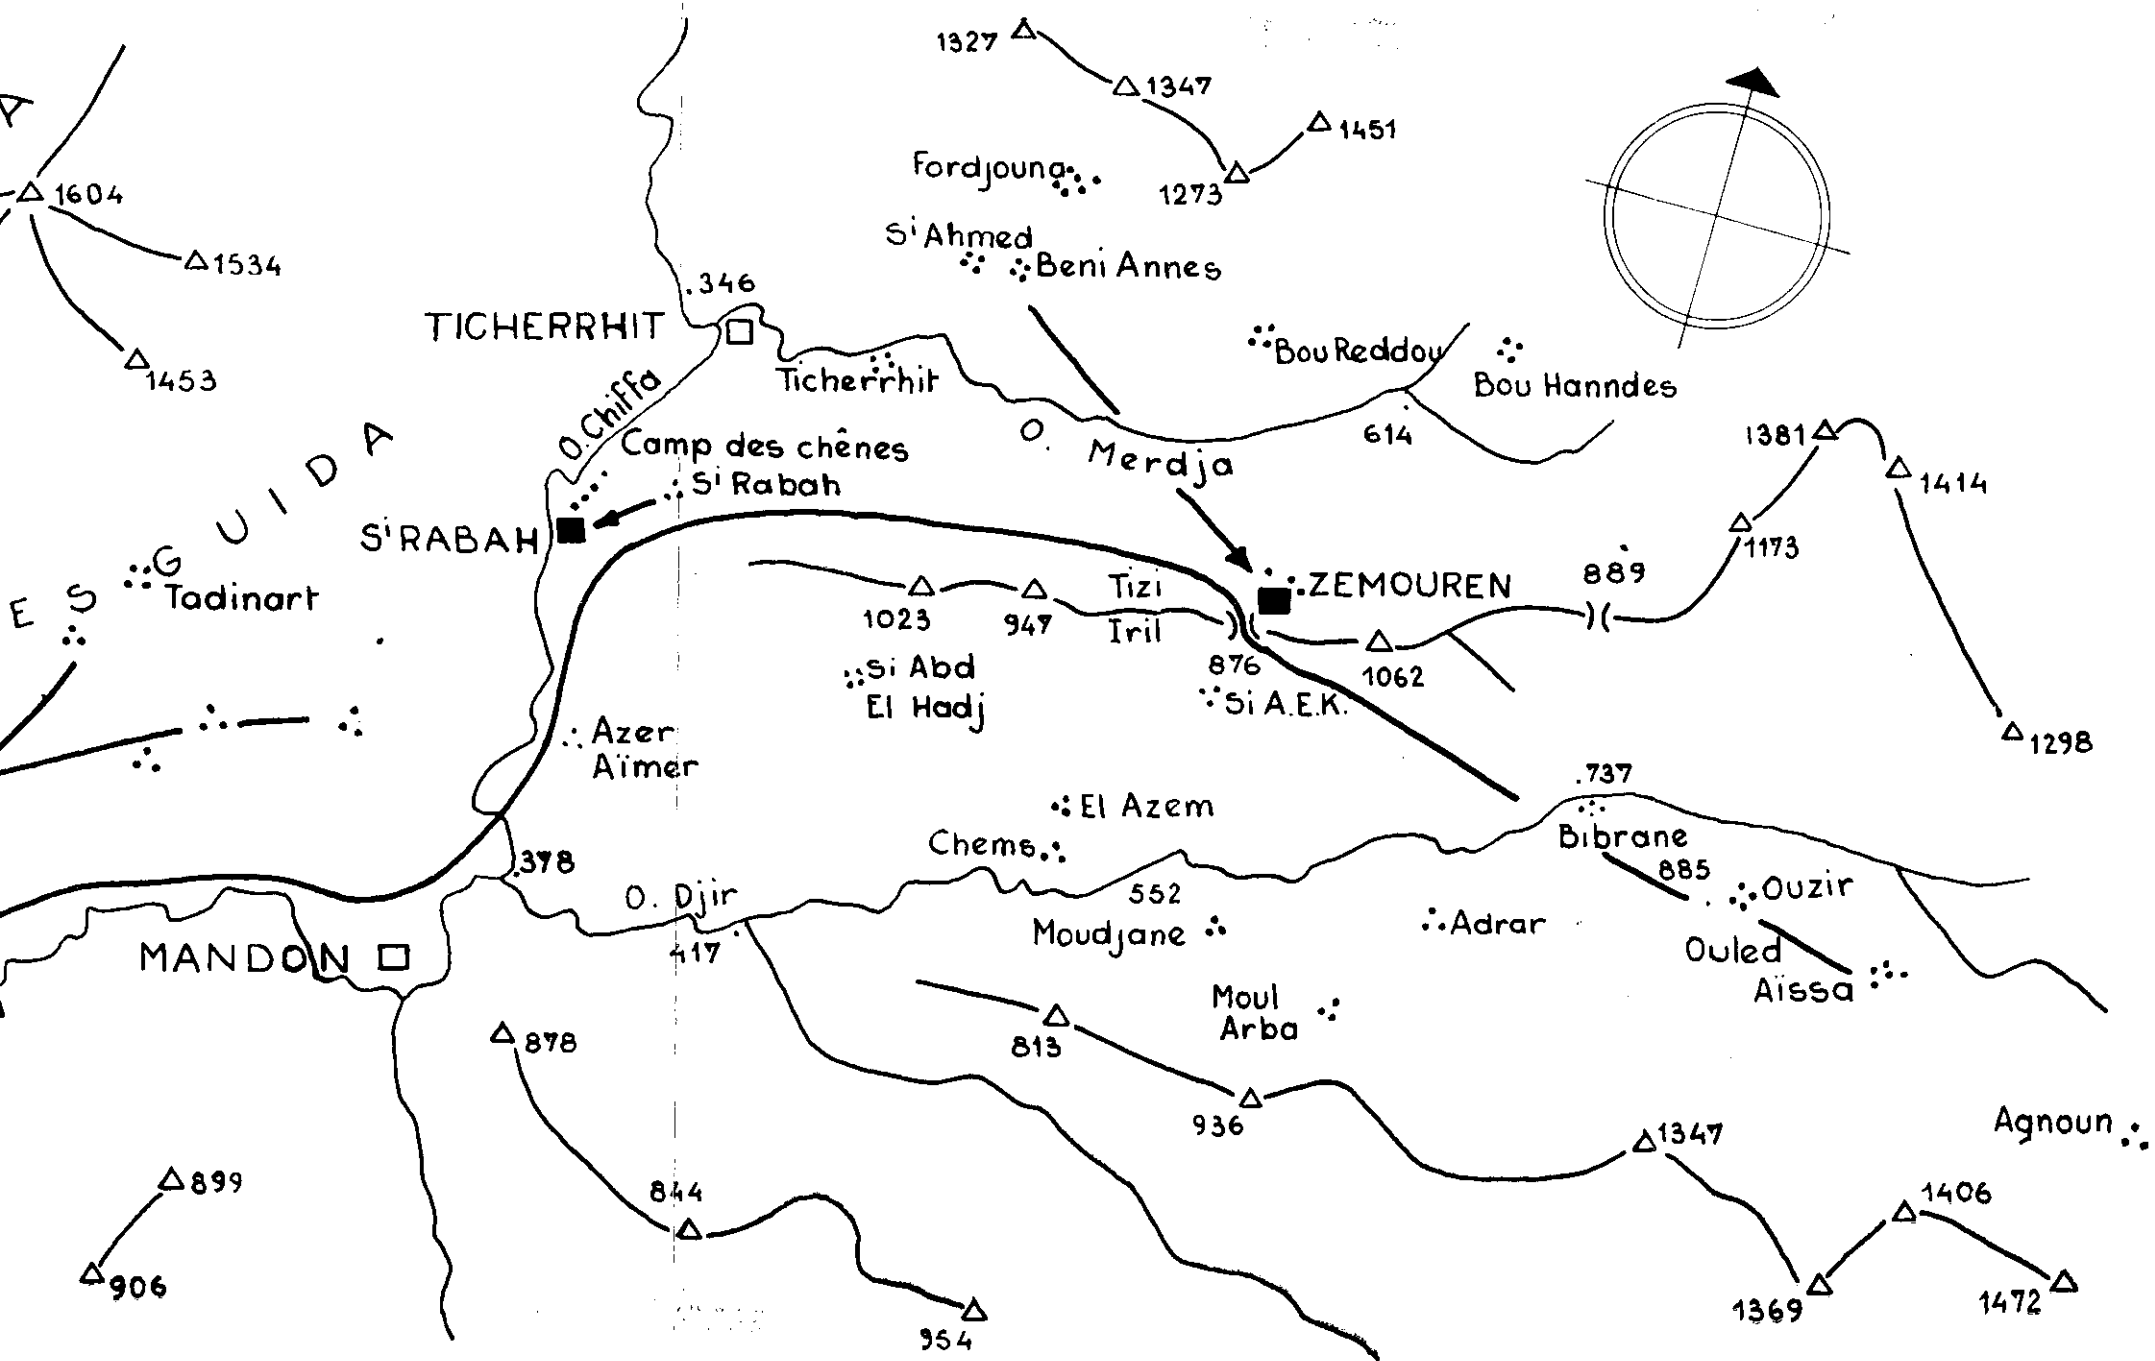 1327
1347
A
1451
Fordjouna
1604
1273
Sⁱ Ahmed
Beni Annes
1534
.346
TICHERRHIT
Bou Reddou
Ticherrhit
1453
Bou Hanndes
O. Chiffa
614
O. Merdja
1381
Camp des chênes
Sⁱ Rabah
1414
SⁱRABAH
1173
ES GUIDA
Tadinart
Tizi
Iril
ZEMOUREN
889
1023
947
876
1062
Si Abd
El Hadj
Si A.E.K.
Azer
Aïmer
1298
.737
El Azem
Chems
Bibrane
885
.378
O. Djir
552
Ouzir
417
Moudjane
Adrar
MANDON
Ouled
Aïssa
Moul
Arba
878
813
936
1347
Agnoun
899
844
1406
906
954
1369
1472